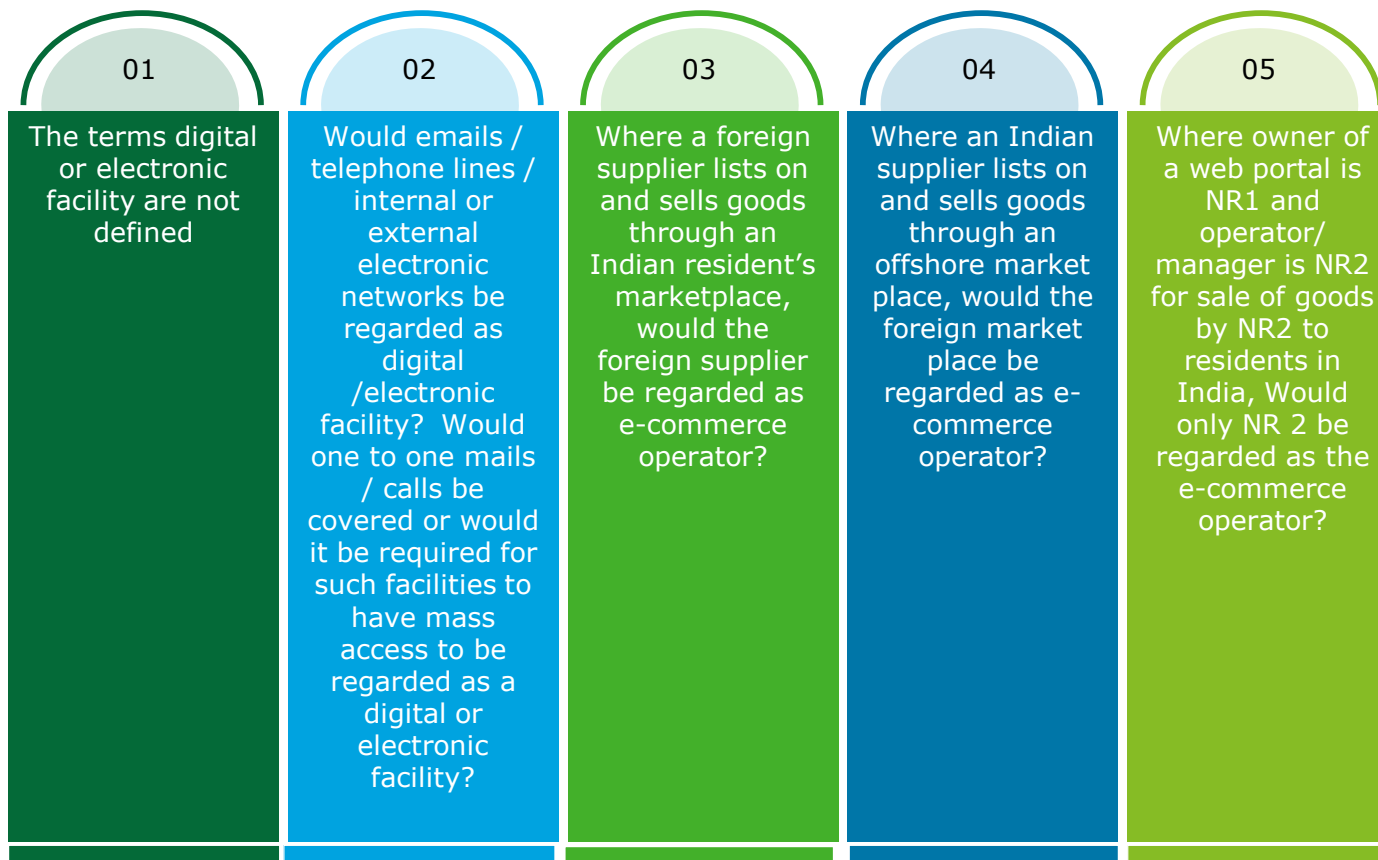 01
The terms digital
or electronic
facility are not
defined
02
Would emails /
telephone lines /
internal or
external
electronic
networks be
regarded as
digital
/electronic
facility?  Would
one to one mails
/ calls be
covered or would
it be required for
such facilities to
have mass
access to be
regarded as a
digital or
electronic
facility?
03
Where a foreign
supplier lists on
and sells goods
through an
Indian resident’s
marketplace,
would the
foreign supplier
be regarded as
e-commerce
operator?
04
Where an Indian
supplier lists on
and sells goods
through an
offshore market
place, would the
foreign market
place be
regarded as e-
commerce
operator?
05
Where owner of
a web portal is
NR1 and
operator/
manager is NR2
for sale of goods
by NR2 to
residents in
India, Would
only NR 2 be
regarded as the
e-commerce
operator?